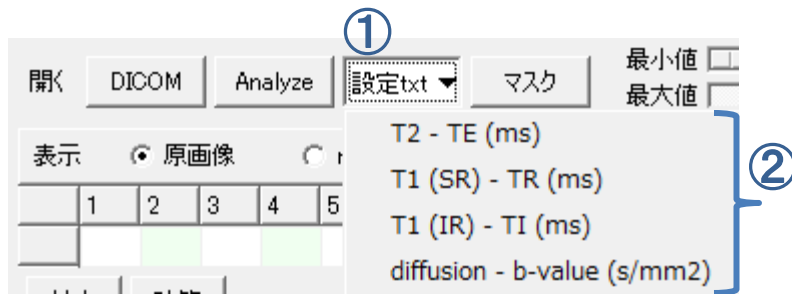 ①
開く DICOM Analyze 設定txt ▼ マスク 最小値
最大値
表示 原画像
1 2 3 4 5
T2 - TE (ms)
T1 (SR) - TR (ms)
T1 (IR) - TI (ms)
diffusion - b-value (s/mm2)
②